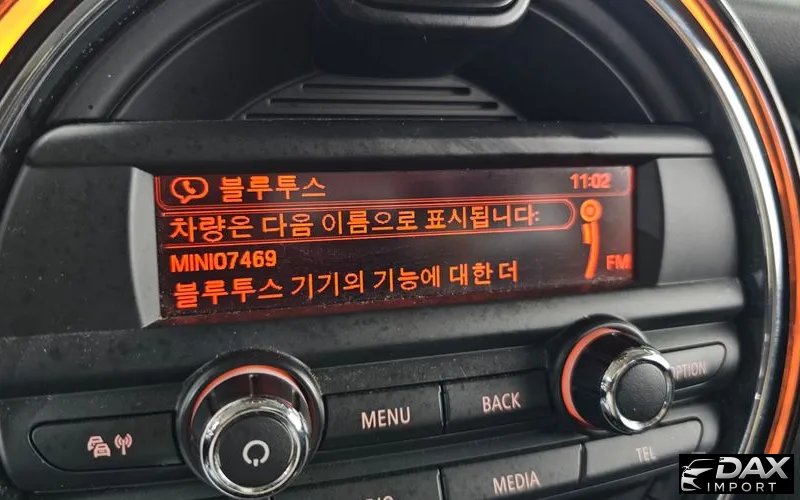 블루투스 11:02
차량은 다음 이름으로 표시됩니다:
MINI07469
블루투스 기기의 기능에 대한 더
FM
OPTION
MENU
BACK
MEDIA
TEL
DAX
IMPORT